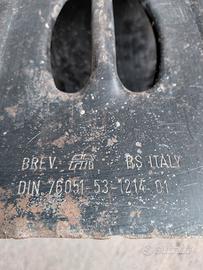 BREV. BS ITALY
DIN 76051-53-1214 01